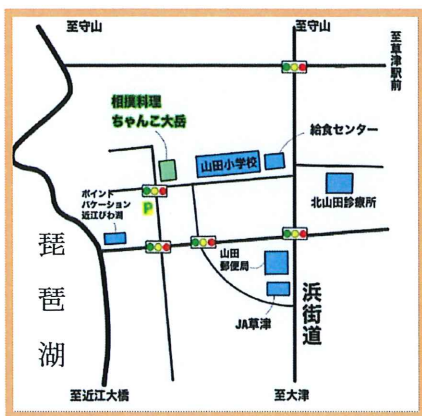 至守山
至守山
至草津駅前
相撲料理
ちゃんこ大岳
給食センター
山田小学校
北山田診療所
ポイント
バケーション
近江びわ湖
P
琵琶湖
山田
郵便局
浜街道
JA草津
至近江大橋
至大津